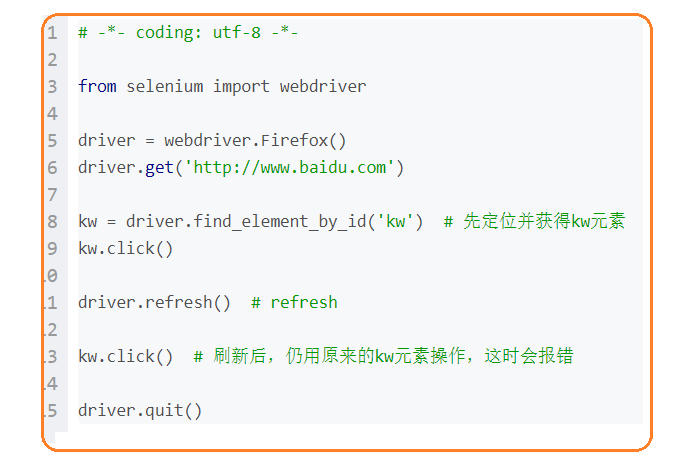 1 # -*- coding: utf-8 -*-
2
3 from selenium import webdriver
4
5 driver = webdriver.Firefox()
6 driver.get('http://www.baidu.com')
7
8 kw = driver.find_element_by_id('kw')  # 先定位并获得kw元素
9 kw.click()
10
11 driver.refresh()  # refresh
12
13 kw.click()  # 刷新后，仍用原来的kw元素操作，这时会报错
14
15 driver.quit()